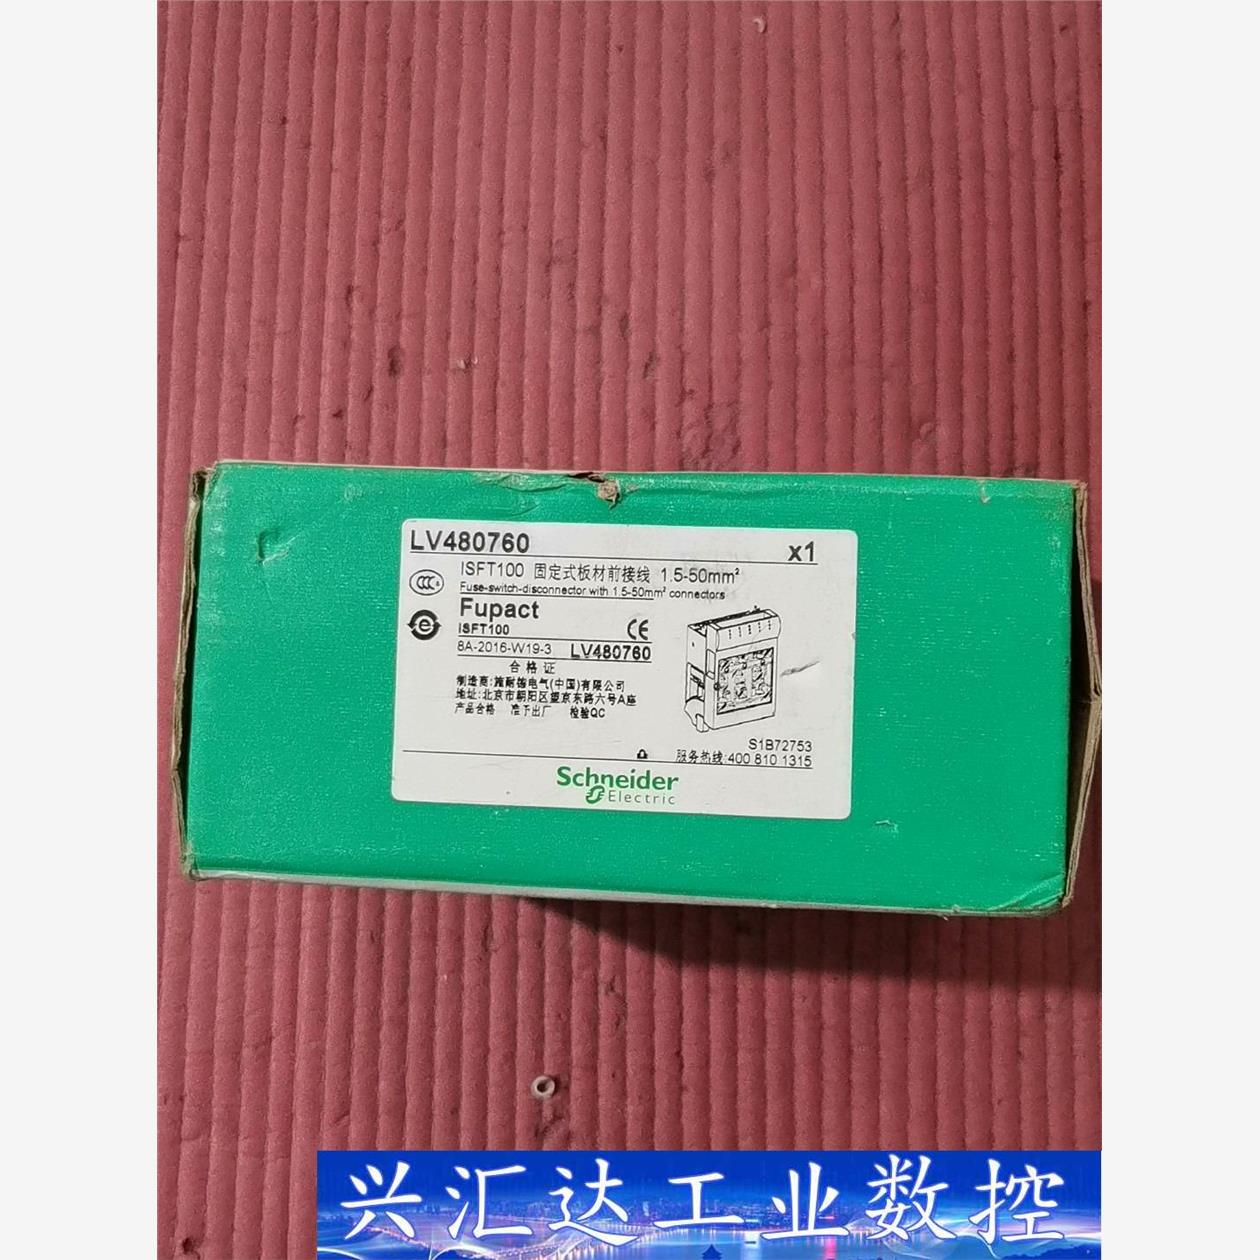 LV480760
x1
ISFT100 固定式板材前接线 1.5-50mm²
Fuse-switch-disconnector with 1.5-50mm² connectors
Fupact
ISFT100
CE
8A-2016-W19-3 LV480760
合格证
制造商:施耐德电气(中国)有限公司
地址:北京市朝阳区望京东路六号A座
产品合格 准予出厂 检验QC
S1B72753
服务热线:400 810 1315
Schneider
Electric
兴汇达工业数控